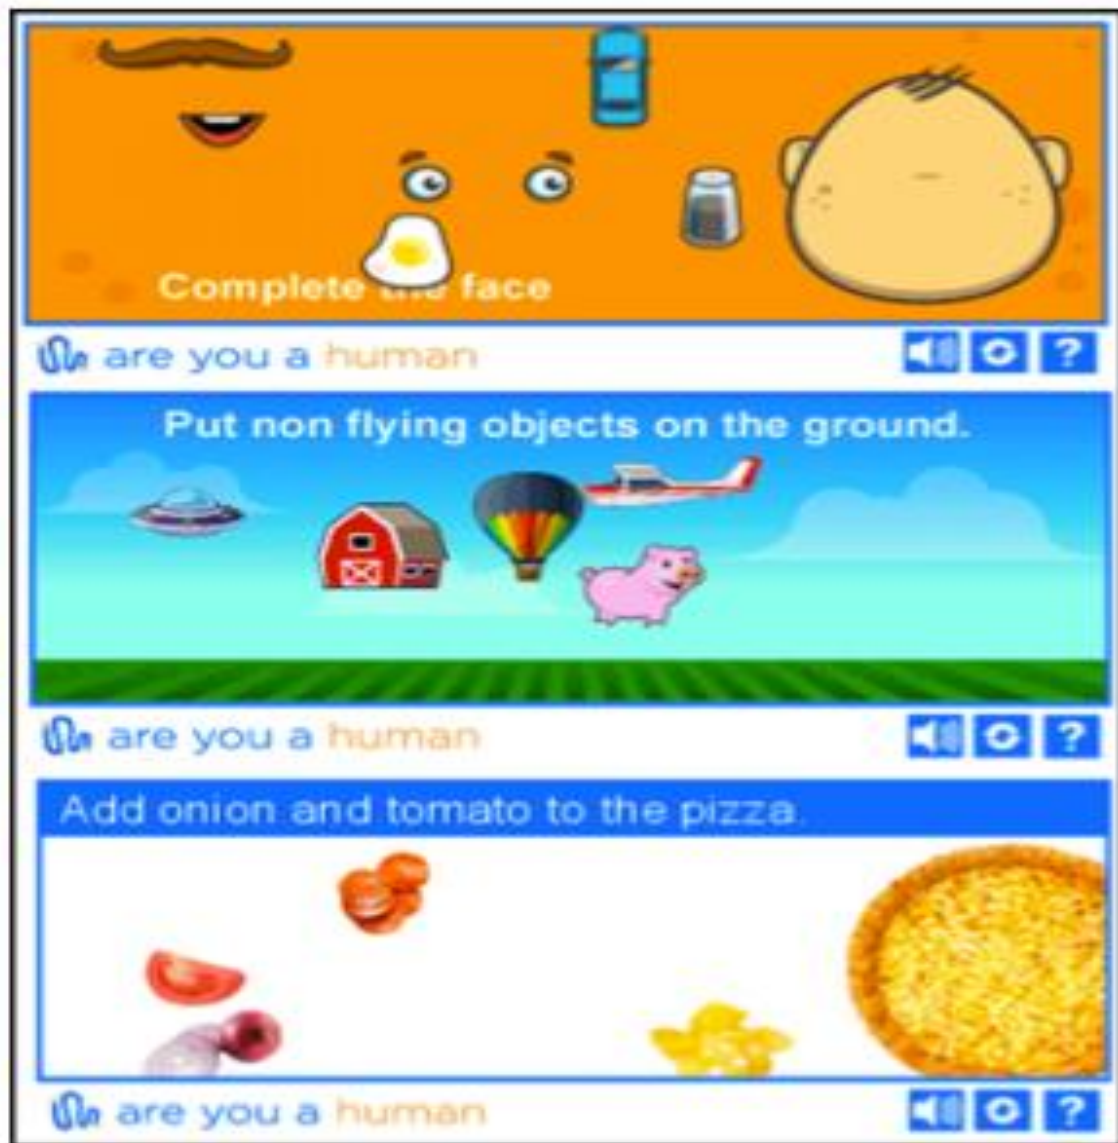 Complete the face
are you a human
?
Put non flying objects on the ground.
are you a human
?
Add onion and tomato to the pizza.
are you a human
?